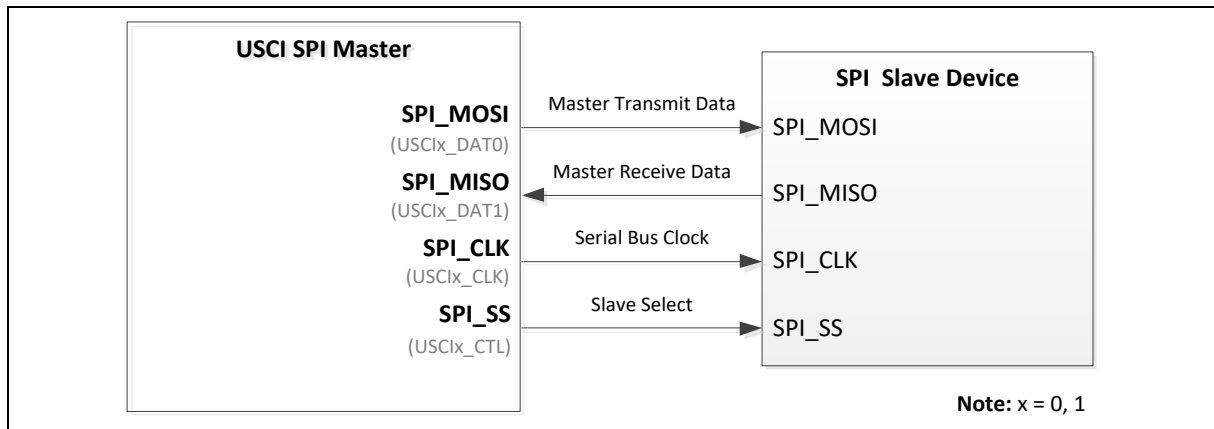 USCI SPI Master
SPI_MOSI
(USCIx_DAT0)
SPI_MISO
(USCIx_DAT1)
SPI_CLK
(USCIx_CLK)
SPI_SS
(USCIx_CTL)
Master Transmit Data
Master Receive Data
Serial Bus Clock
Slave Select
SPI Slave Device
SPI_MOSI
SPI_MISO
SPI_CLK
SPI_SS
Note: x = 0, 1